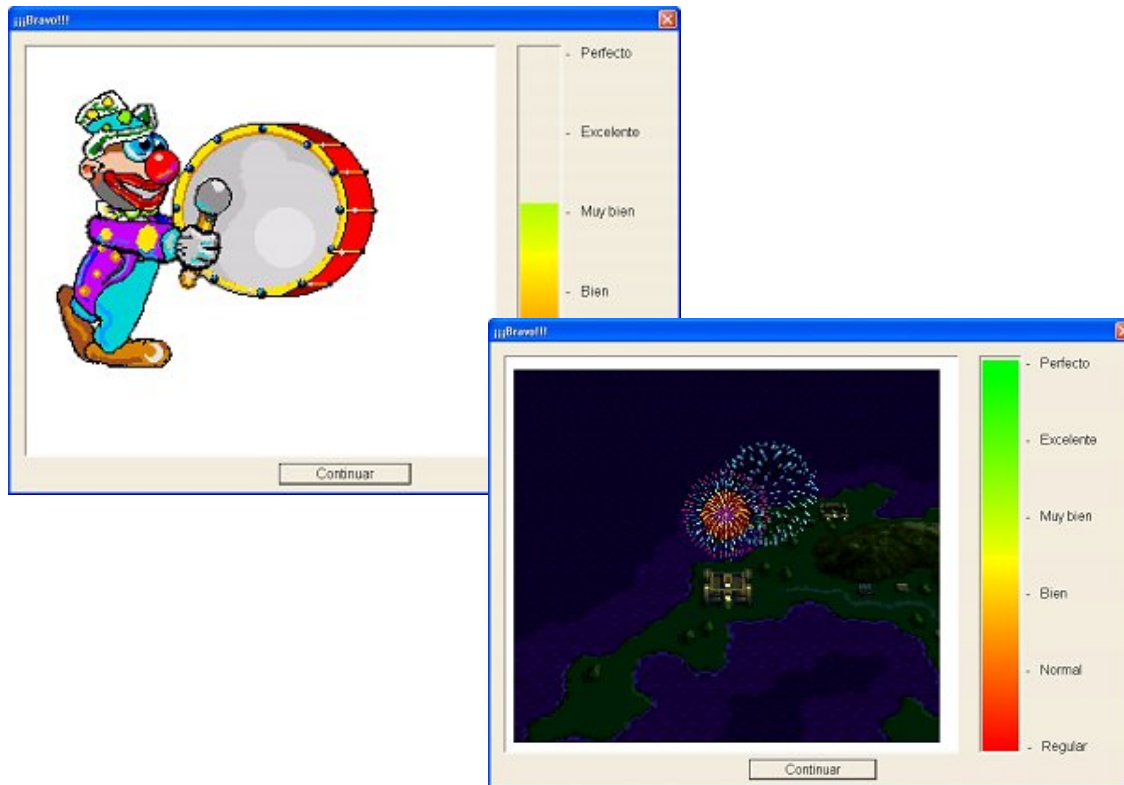 ¡¡¡Bravo!!!
- Perfecto
- Excelente
- Muy bien
- Bien
Continuar
¡¡¡Bravo!!!
- Perfecto
- Excelente
- Muy bien
- Bien
- Normal
- Regular
Continuar